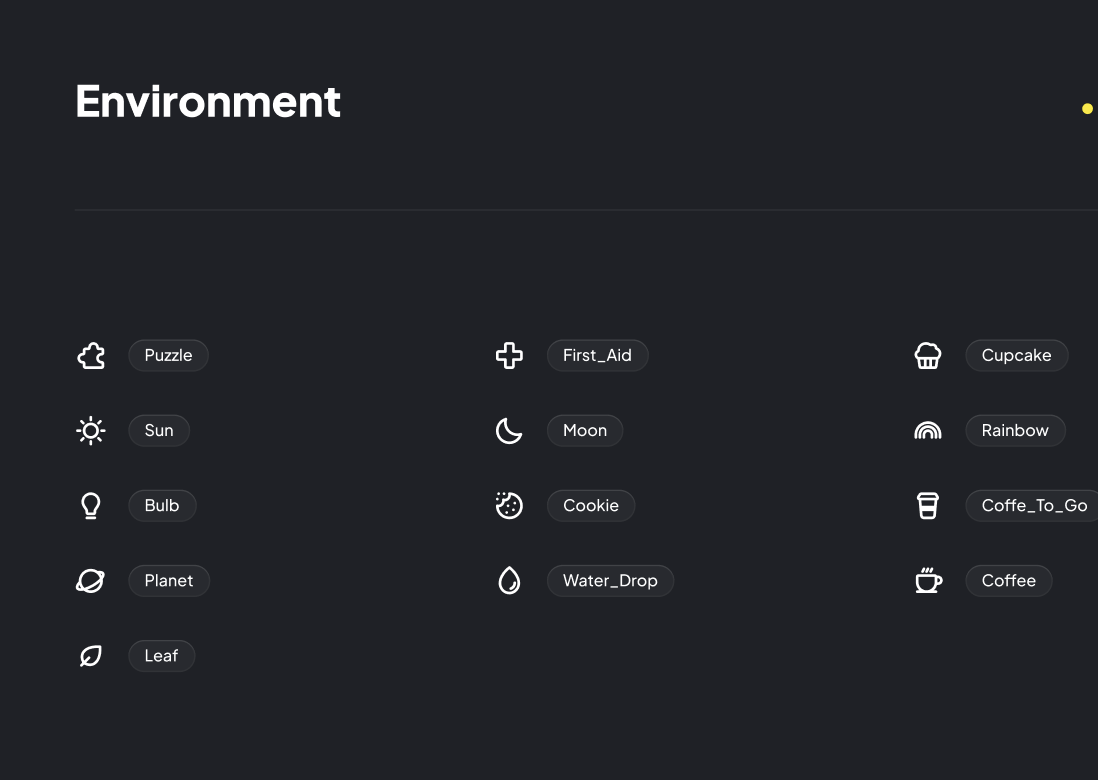 Environment
Puzzle
First_Aid
Cupcake
Sun
Moon
Rainbow
Bulb
Cookie
Coffe_To_Go
Planet
Water_Drop
Coffee
Leaf